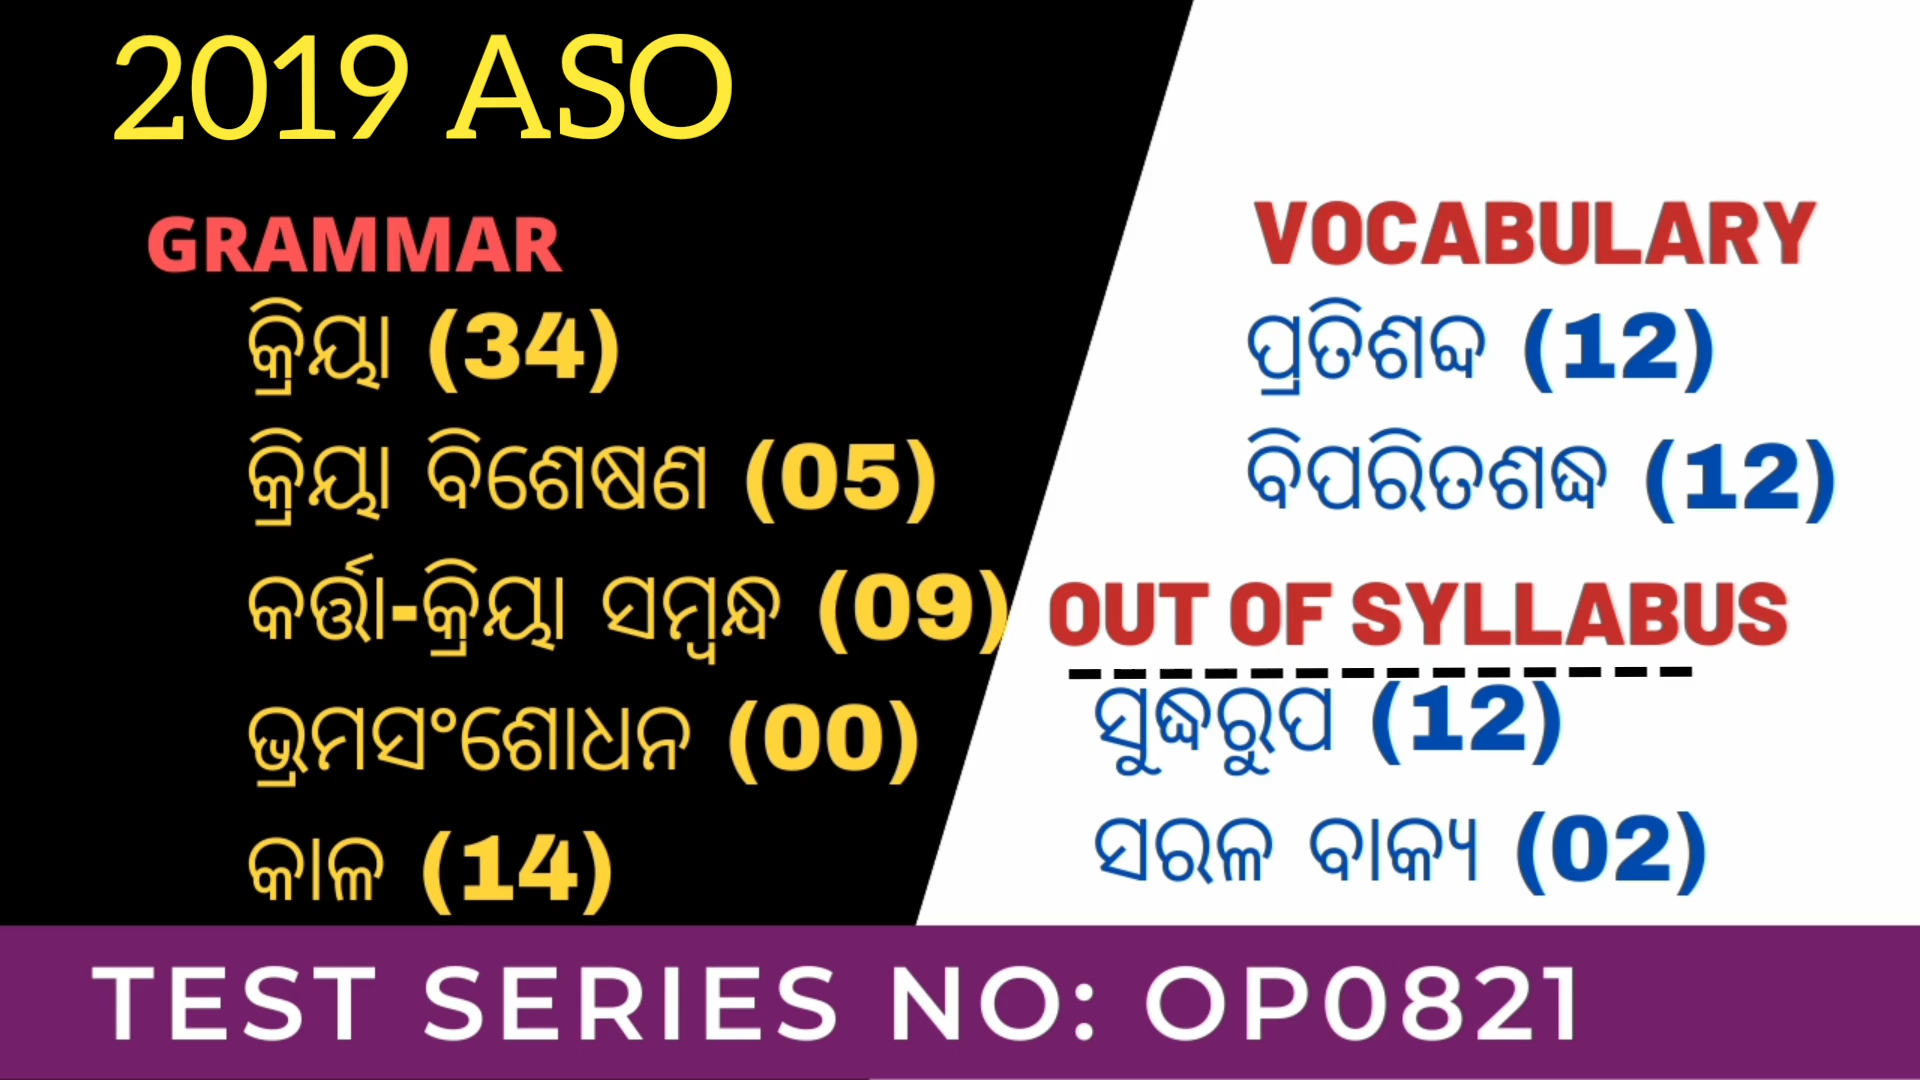 2019 ASO
GRAMMAR
କ୍ରିୟା (34)
କ୍ରିୟା ବିଶେଷଣ (05)
କର୍ତ୍ତା-କ୍ରିୟା ସମ୍ବନ୍ଧ (09)
ଭ୍ରମସଂଶୋଧନ (00)
କାଳ (14)
VOCABULARY
ପ୍ରତିଶବ୍ଦ (12)
ବିପରିତଶବ୍ଧ (12)
OUT OF SYLLABUS
ସୁଦ୍ଧରୁପ (12)
ସରଳ ବାକ୍ୟ (02)
TEST SERIES NO: OP0821